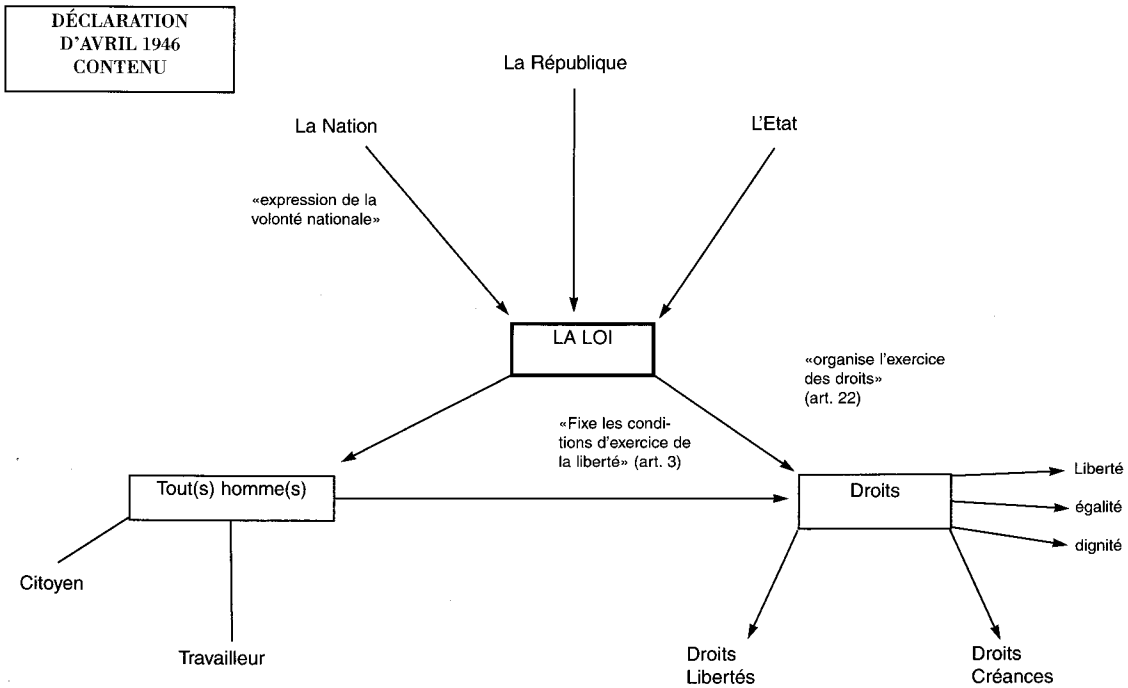 DÉCLARATION
D'AVRIL 1946
CONTENU
La République
La Nation
L'Etat
«expression de la
volonté nationale»
LA LOI
«organise l'exercice
des droits»
(art. 22)
«Fixe les condi-
tions d'exercice de
la liberté» (art. 3)
Tout(s) homme(s)
Droits
Liberté
égalité
dignité
Citoyen
Travailleur
Droits
Libertés
Droits
Créances